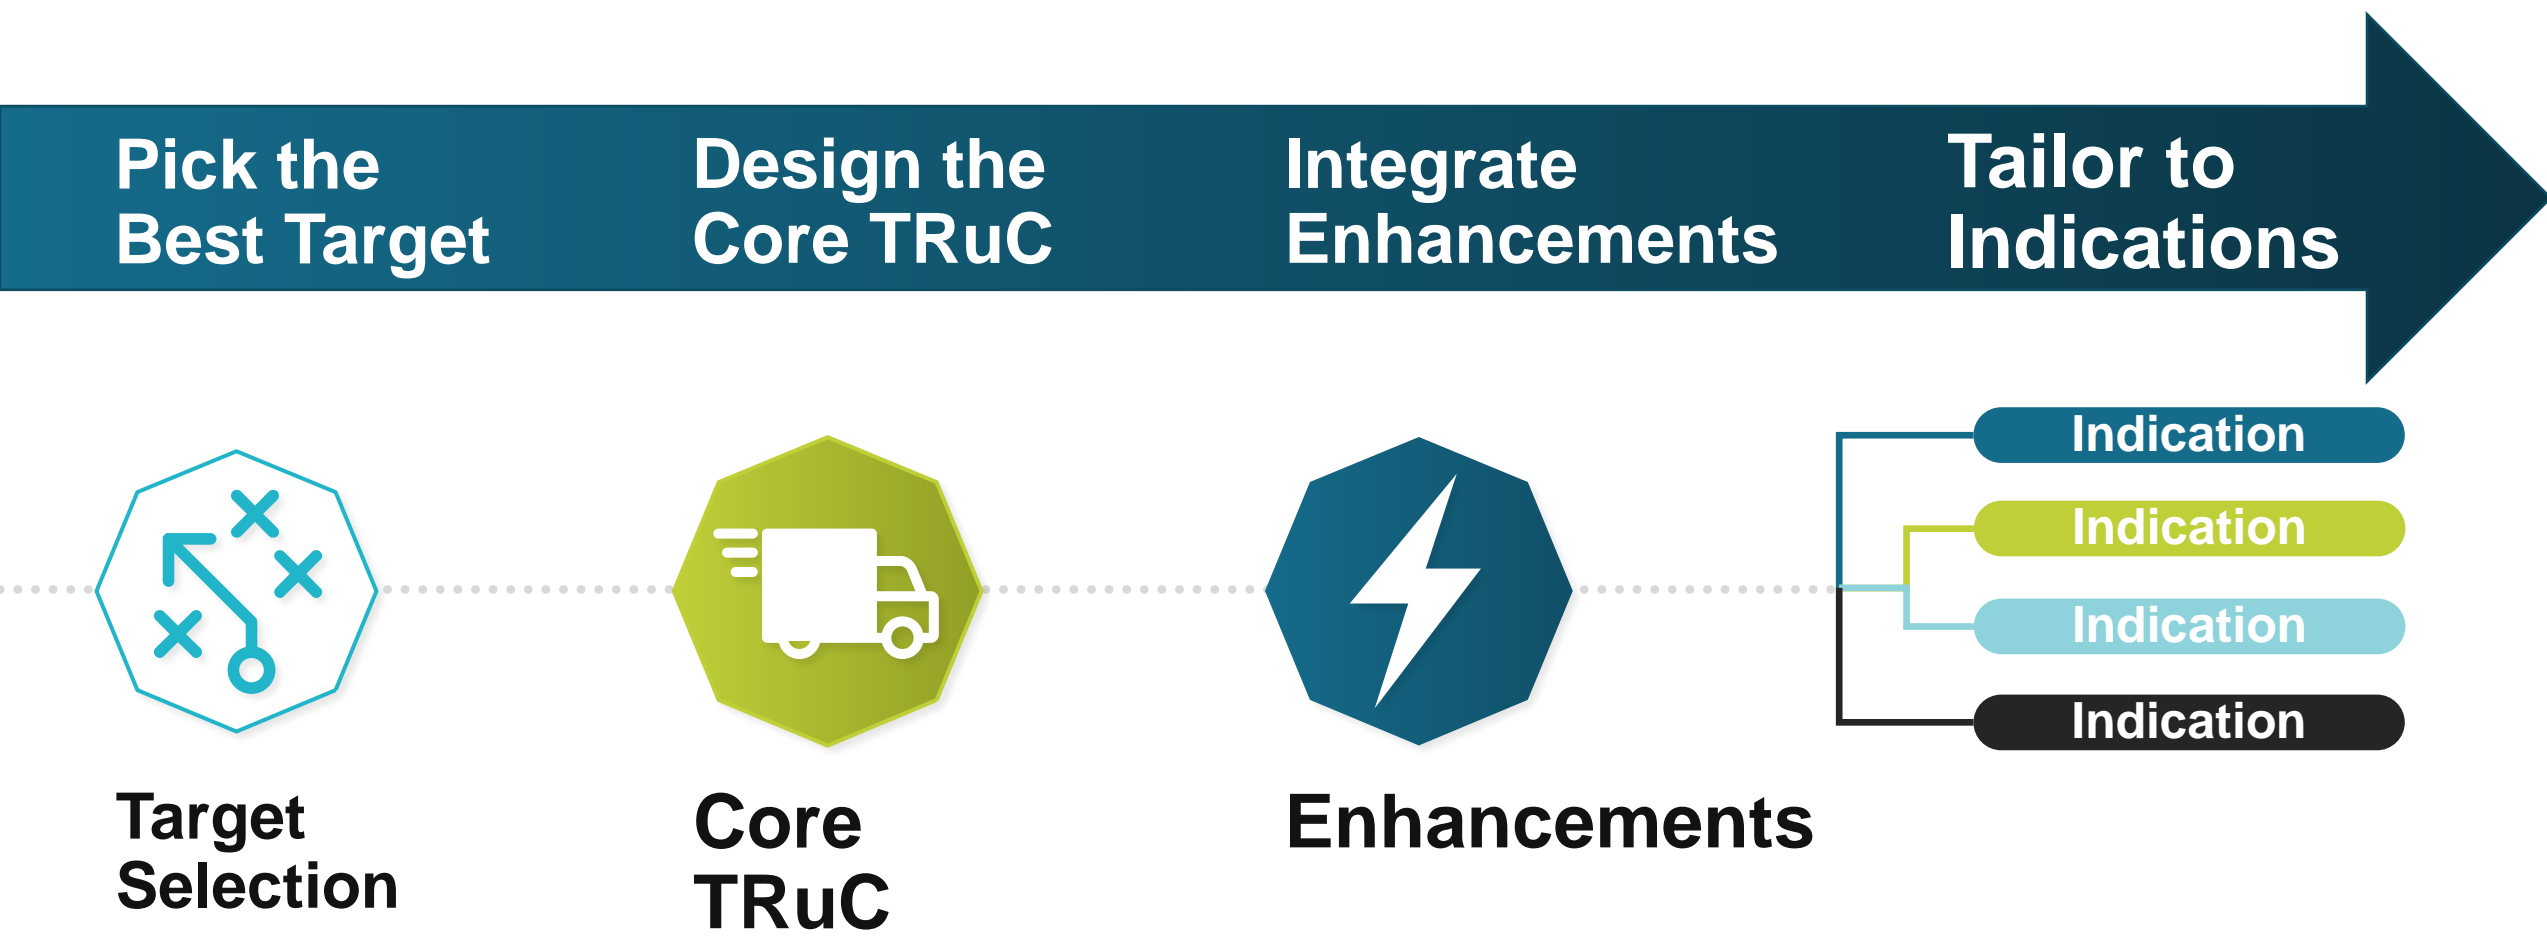 Pick the
Best Target
Design the
Core TRuC
Integrate
Enhancements
Tailor to
Indications
Indication
Indication
Indication
Indication
Target
Selection
Core
TRuC
Enhancements